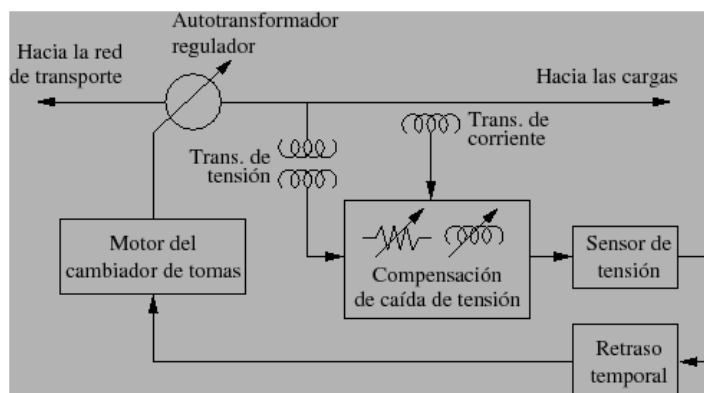 Autotransformador
regulador
Hacia la red
de transporte
Hacia las cargas
Trans. de
tensión
Trans. de
corriente
Motor del
cambiador de tomas
Compensación
de caída de tensión
Sensor de
tensión
Retraso
temporal